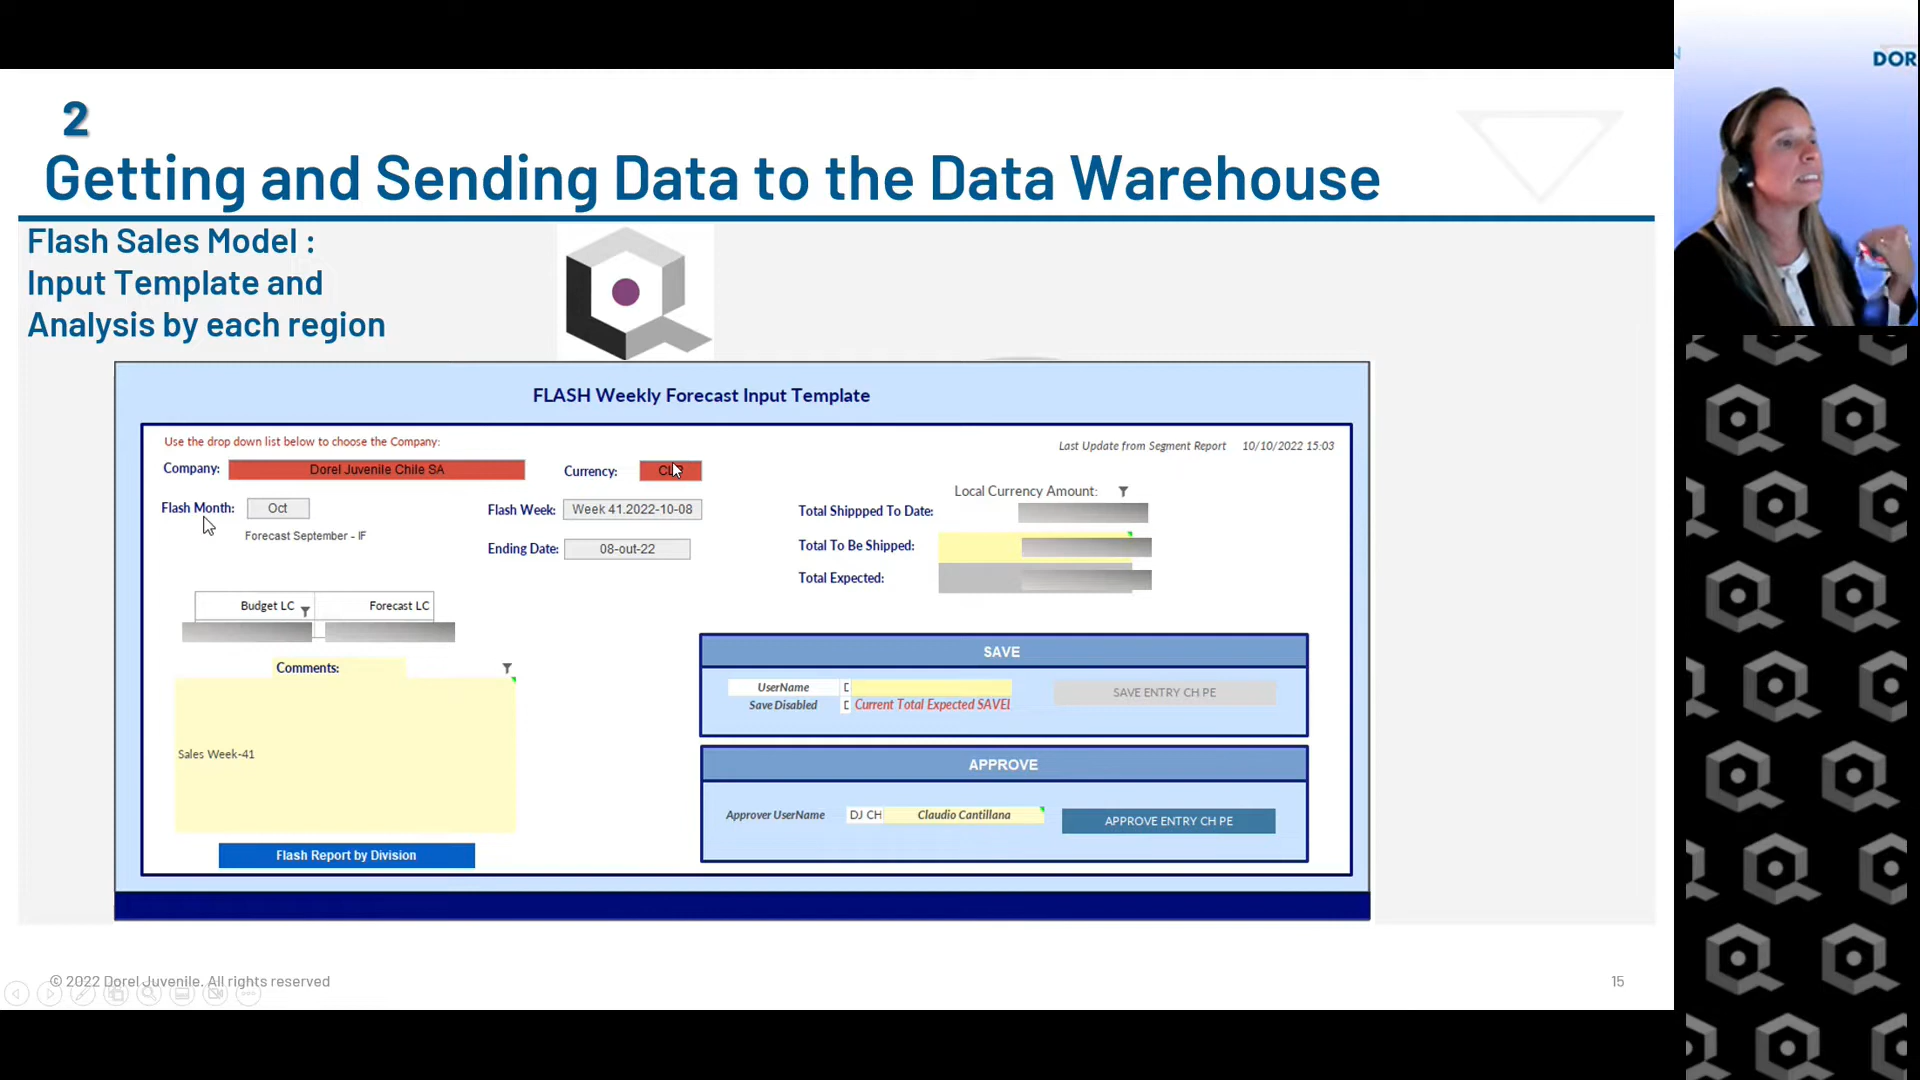 2
Getting and Sending Data to the Data Warehouse
Flash Sales Model :
Input Template and
Analysis by each region
DOR
FLASH Weekly Forecast Input Template
Use the drop down list below to choose the Company:
Last Update from Segment Report 10/10/2022 15:03
Company: Dorel Juvenile Chile SA
Currency:
Local Currency Amount:
Flash Month: Oct
Flash Week: Week 41.2022-10-08
Total Shippped To Date:
Forecast September - IF
Ending Date: 08-out-22
Total To Be Shipped:
Total Expected:
Budget LC Forecast LC
Comments:
Sales Week-41
Flash Report by Division
SAVE
UserName
SAVE ENTRY CH PE
Save Disabled
Current Total Expected SAVE
APPROVE
Approver UserName DJ CH Claudio Cantillana
APPROVE ENTRY CH PE
© 2022 Dorel Juvenile. All rights reserved
15